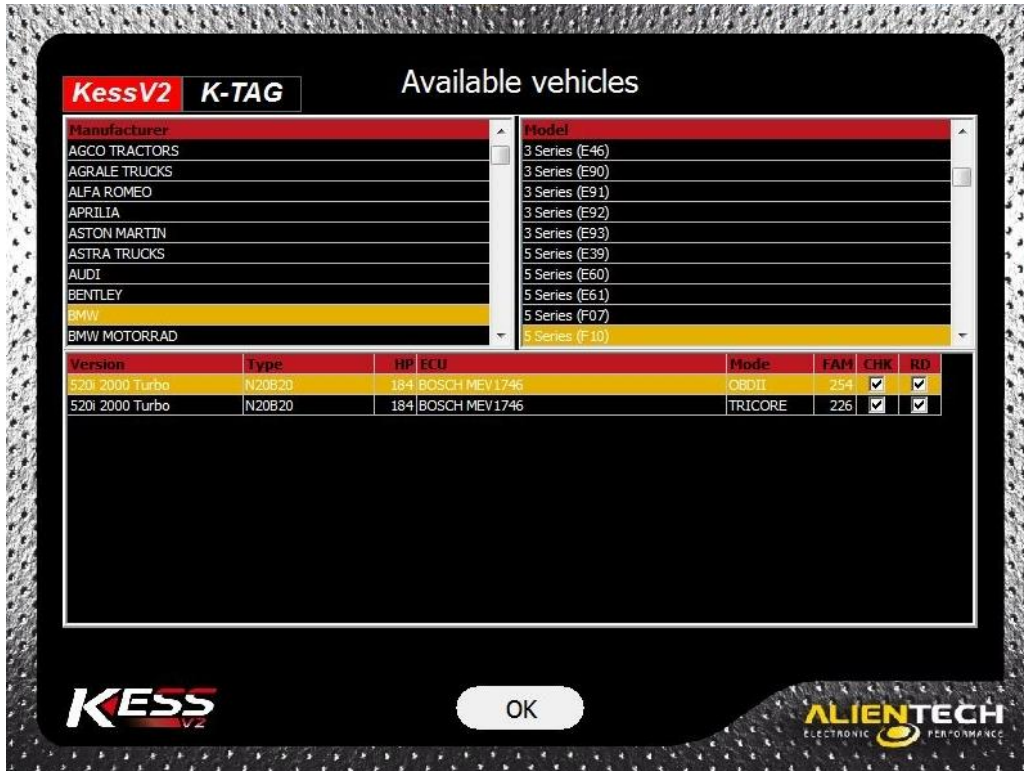 Available vehicles
KessV2 K-TAG
Manufacturer
AGCO TRACTORS
AGRALE TRUCKS
ALFA ROMEO
APRILIA
ASTON MARTIN
ASTRA TRUCKS
AUDI
BENTLEY
BMW
BMW MOTORRAD
Model
3 Series (E46)
3 Series (E90)
3 Series (E91)
3 Series (E92)
3 Series (E93)
5 Series (E39)
5 Series (E60)
5 Series (E61)
5 Series (F07)
5 Series (F10)
Version Type HP ECU Mode FAM CHK RD
520i 2000 Turbo N20B20 184 BOSCH MEV1746 OBDII 254
520i 2000 Turbo N20B20 184 BOSCH MEV1746 TRICORE 226
KESS V2
OK
ALIENTECH
ELECTRONIC PERFORMANCE